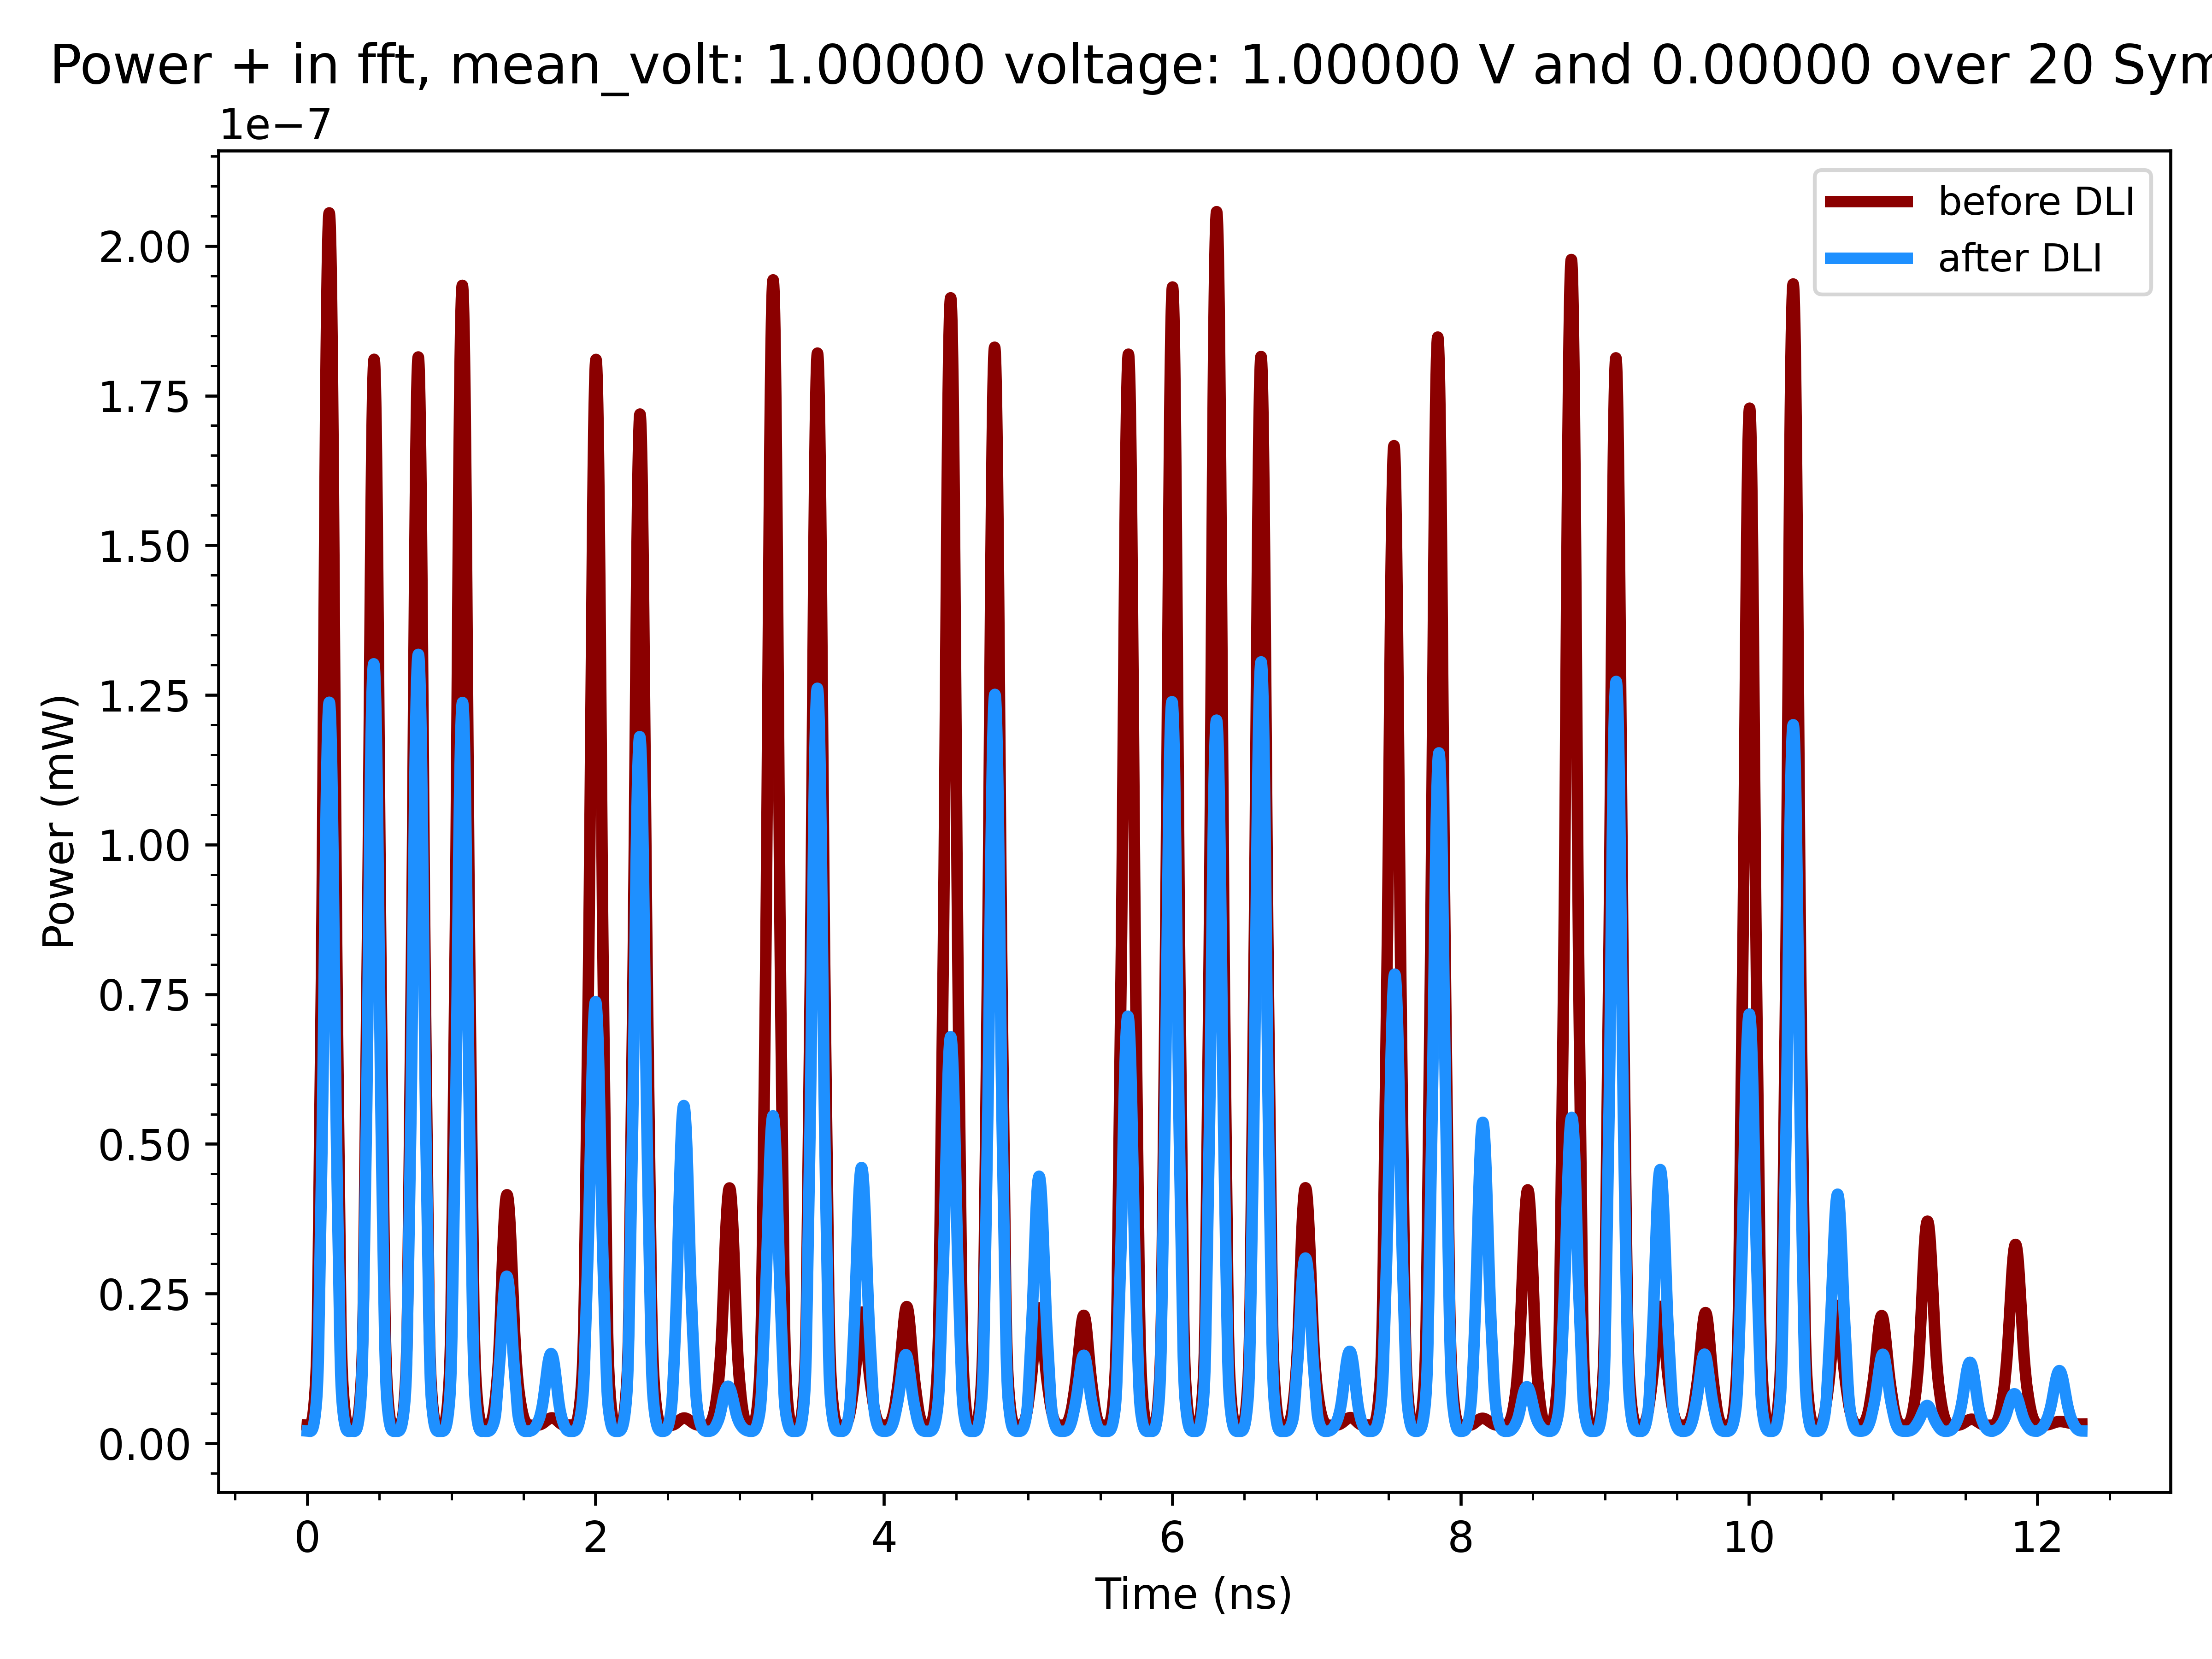 Power + in fft, mean_volt: 1.00000 voltage: 1.00000 V and 0.00000 over 20 Sym
1e−7
before DLI
after DLI
2.00
1.75
1.50
1.25
1.00
0.75
0.50
0.25
0.00
Power (mW)
0 2 4 6 8 10 12
Time (ns)